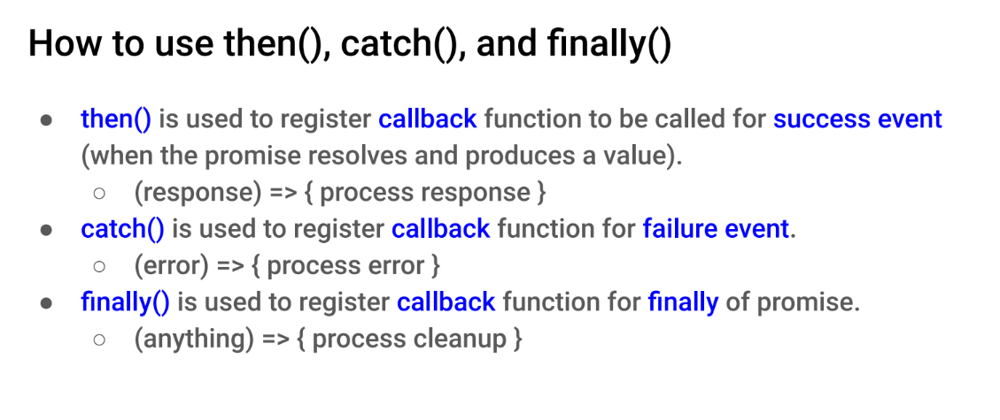 How to use then(), catch(), and finally()
● then() is used to register callback function to be called for success event
(when the promise resolves and produces a value).
○ (response) => { process response }
● catch() is used to register callback function for failure event.
○ (error) => { process error }
● finally() is used to register callback function for finally of promise.
○ (anything) => { process cleanup }